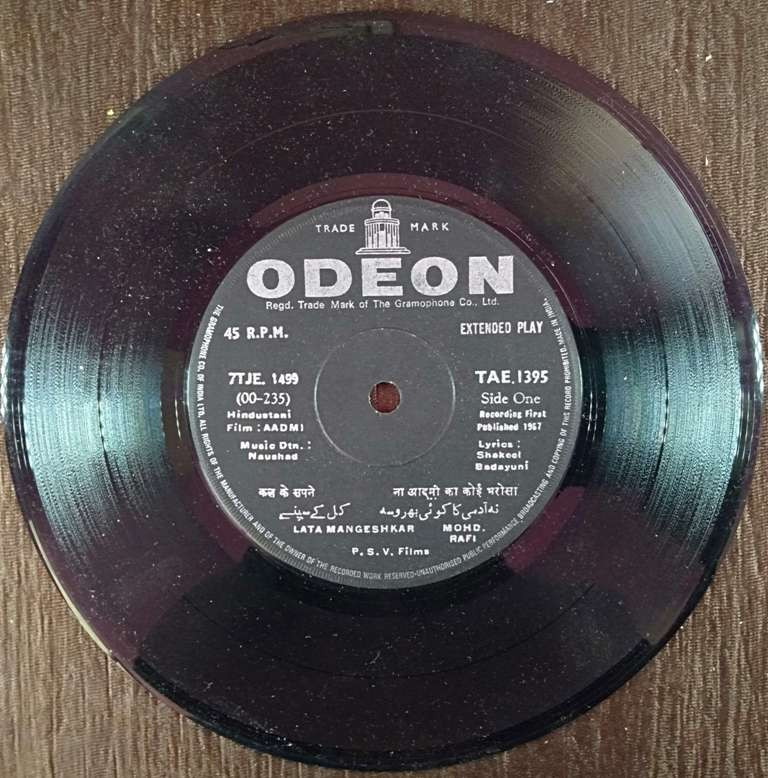 TRADE MARK
ODEON
Regd. Trade Mark of The Gramophone Co., Ltd.
45 R.P.M. EXTENDED PLAY
7TJE. 1499 TAE.1395
(OO-235) Side One
Hindustani Recording First
Film : AADMI Published 1967
Music Dtn. : Lyrics :
Naushad Shakeel
Badayuni
कल के सपने ना आदमी का कोई भरोसा
کل کے سپنے نہ آدمی کا کوئی بھروسہ
LATA MANGESHKAR MOHD.
RAFI
P. S. V. Films
THE GRAMOPHONE CO. OF INDIA LTD. ALL RIGHTS OF THE MANUFACTURER AND OF THE OWNER OF THE RECORDED WORK RESERVED-UNAUTHORISED PUBLIC PERFORMANCE BROADCASTING AND COPYING OF THIS RECORD PROHIBITED. MADE IN INDIA.